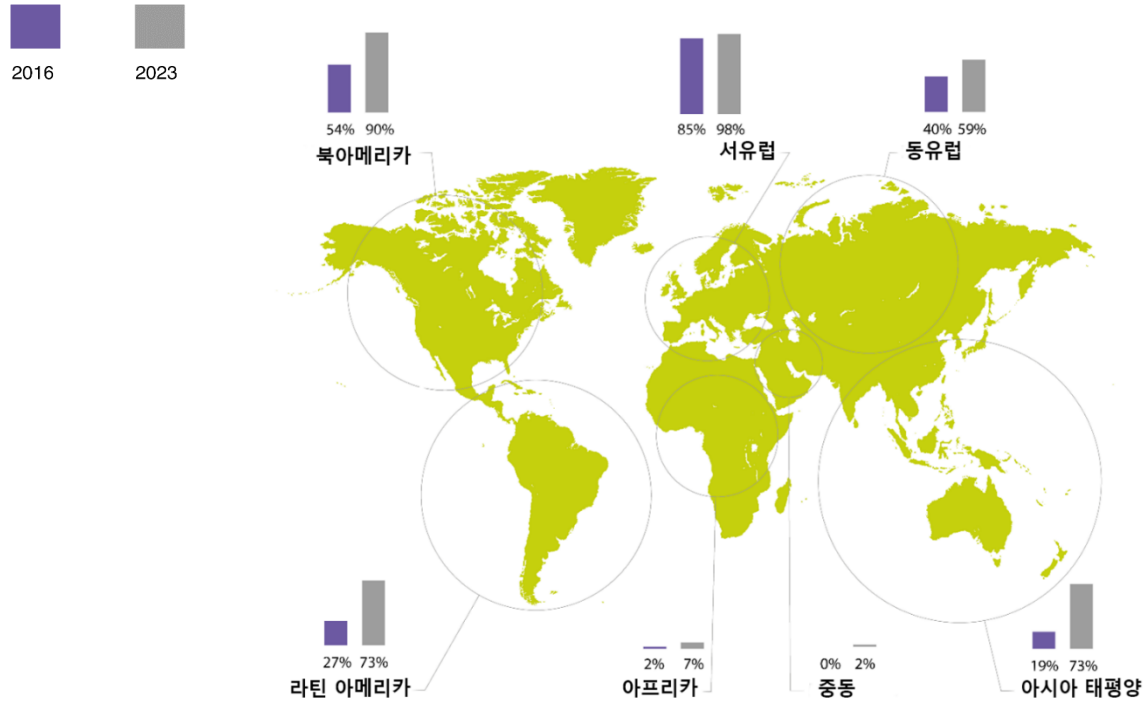 2016 2023
54% 90%
북아메리카
85% 98%
서유럽
40% 59%
동유럽
27% 73%
라틴 아메리카
2% 7%
아프리카
0% 2%
중동
19% 73%
아시아 태평양